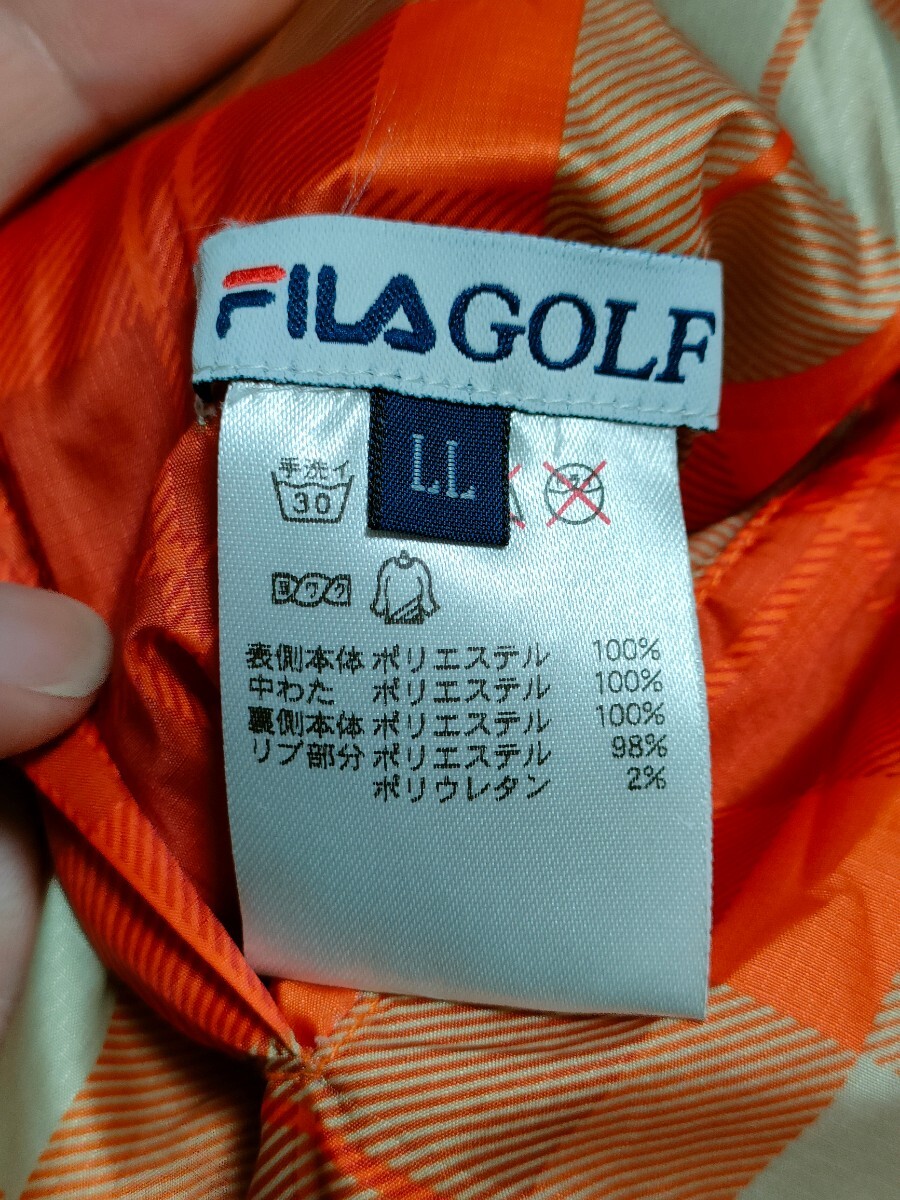 FILA GOLF
LL
手洗イ
30
ヨワク
表側本体 ポリエステル 100%
中わた ポリエステル 100%
裏側本体 ポリエステル 100%
リブ部分 ポリエステル 98%
ポリウレタン 2%